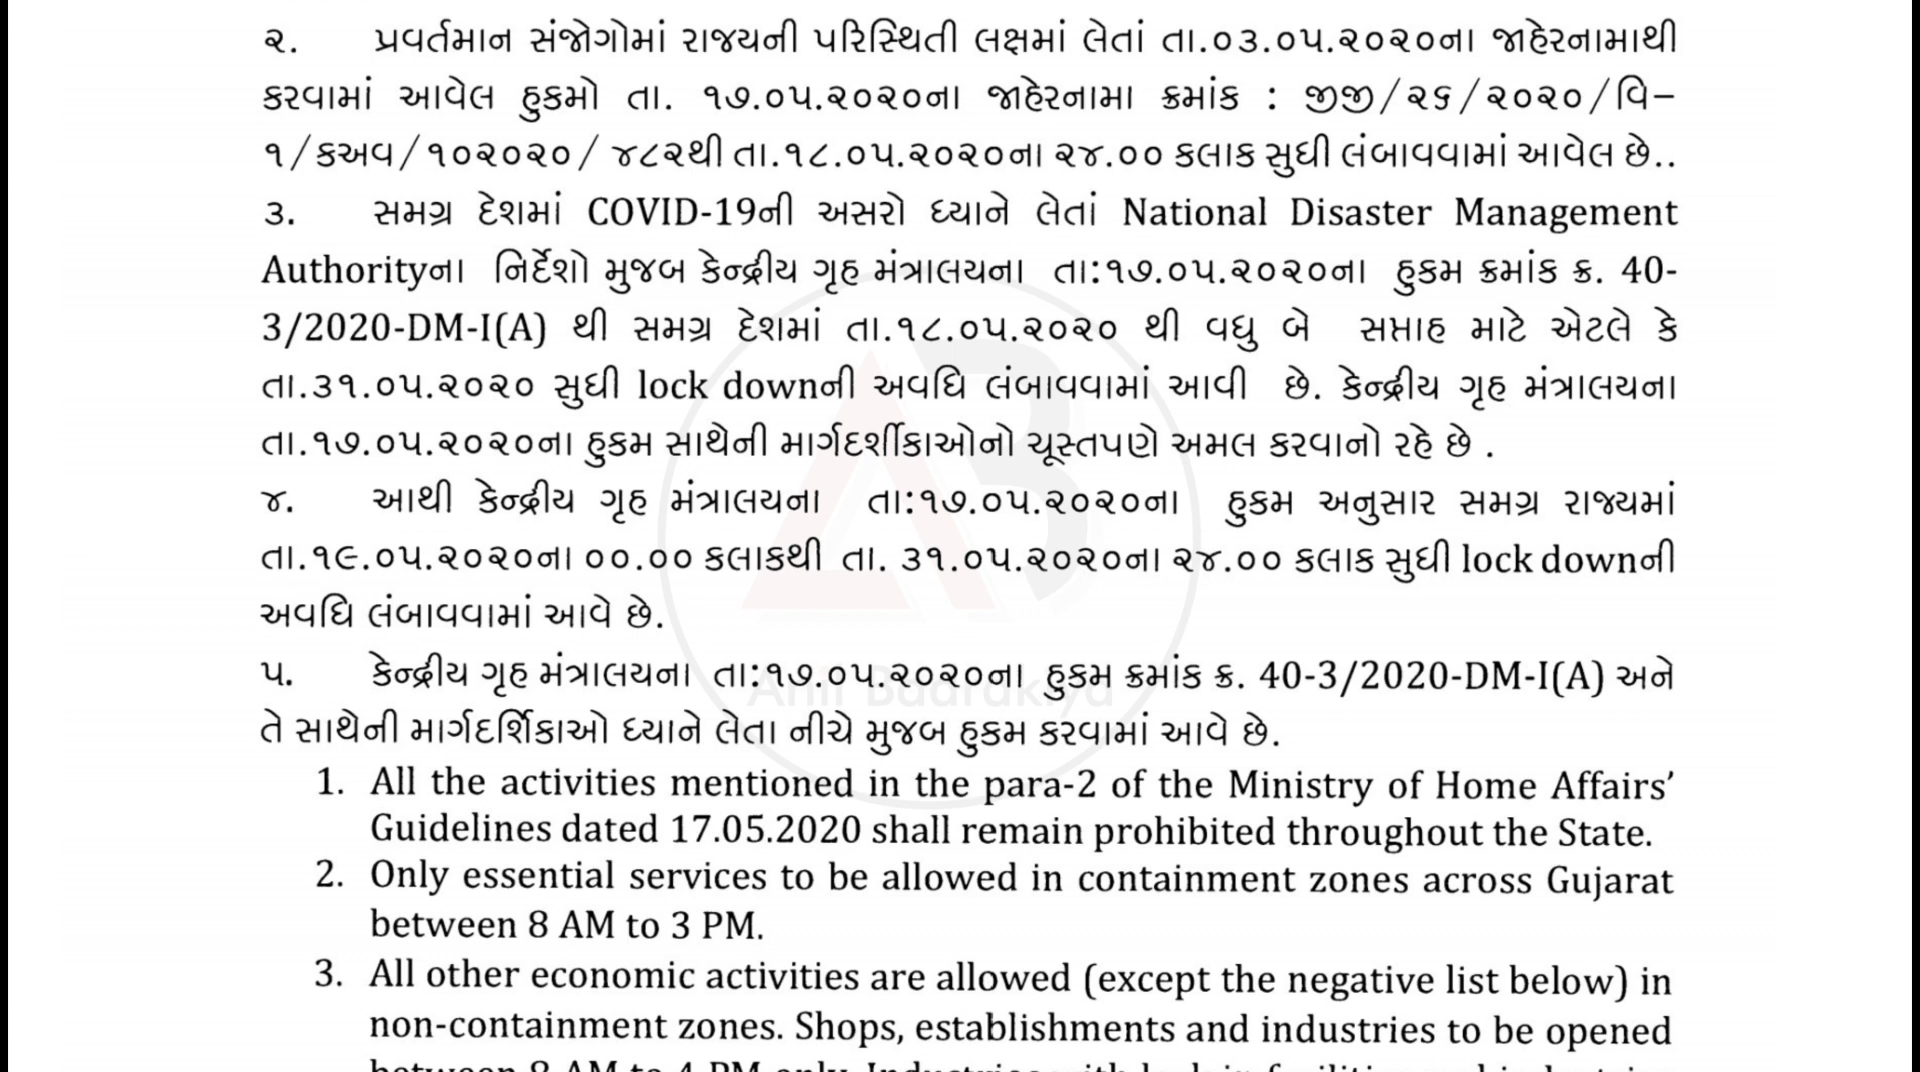 ૨. પ્રવર્તમાન સંજોગોમાં રાજયની પરિસ્થિતી લક્ષમાં લેતાં તા.૦૩.૦૫.૨૦૨૦ના જાહેરનામાથી
કરવામાં આવેલ હુકમો તા. ૧૭.૦૫.૨૦૨૦ના જાહેરનામા ક્રમાંક : જીજી/૨૬/૨૦૨૦/વિ–
૧/કઅવ/૧૦૨૦૨૦/ ૪૮૨થી તા.૧૮.૦૫.૨૦૨૦ના ૨૪.૦૦ કલાક સુધી લંબાવવામાં આવેલ છે..
૩. સમગ્ર દેશમાં COVID-19ની અસરો ધ્યાને લેતાં National Disaster Management
Authorityના નિર્દેશો મુજબ કેન્દ્રીય ગૃહ મંત્રાલયના તા:૧૭.૦૫.૨૦૨૦ના હુકમ ક્રમાંક ક્ર. 40-
3/2020-DM-I(A) થી સમગ્ર દેશમાં તા.૧૮.૦૫.૨૦૨૦ થી વધુ બે સપ્તાહ માટે એટલે કે
તા.૩૧.૦૫.૨૦૨૦ સુધી lock downની અવધિ લંબાવવામાં આવી છે. કેન્દ્રીય ગૃહ મંત્રાલયના
તા.૧૭.૦૫.૨૦૨૦ના હુકમ સાથેની માર્ગદર્શીકાઓનો ચૂસ્તપણે અમલ કરવાનો રહે છે .
૪. આથી કેન્દ્રીય ગૃહ મંત્રાલયના તા:૧૭.૦૫.૨૦૨૦ના હુકમ અનુસાર સમગ્ર રાજ્યમાં
તા.૧૯.૦૫.૨૦૨૦ના ૦૦.૦૦ કલાકથી તા. ૩૧.૦૫.૨૦૨૦ના ૨૪.૦૦ કલાક સુધી lock downની
અવધિ લંબાવવામાં આવે છે.
૫. કેન્દ્રીય ગૃહ મંત્રાલયના તા:૧૭.૦૫.૨૦૨૦ના હુકમ ક્રમાંક ક્ર. 40-3/2020-DM-I(A) અને
તે સાથેની માર્ગદર્શિકાઓ ધ્યાને લેતા નીચે મુજબ હુકમ કરવામાં આવે છે.
1. All the activities mentioned in the para-2 of the Ministry of Home Affairs’
Guidelines dated 17.05.2020 shall remain prohibited throughout the State.
2. Only essential services to be allowed in containment zones across Gujarat
between 8 AM to 3 PM.
3. All other economic activities are allowed (except the negative list below) in
non-containment zones. Shops, establishments and industries to be opened
between 8 AM to 4 PM only.